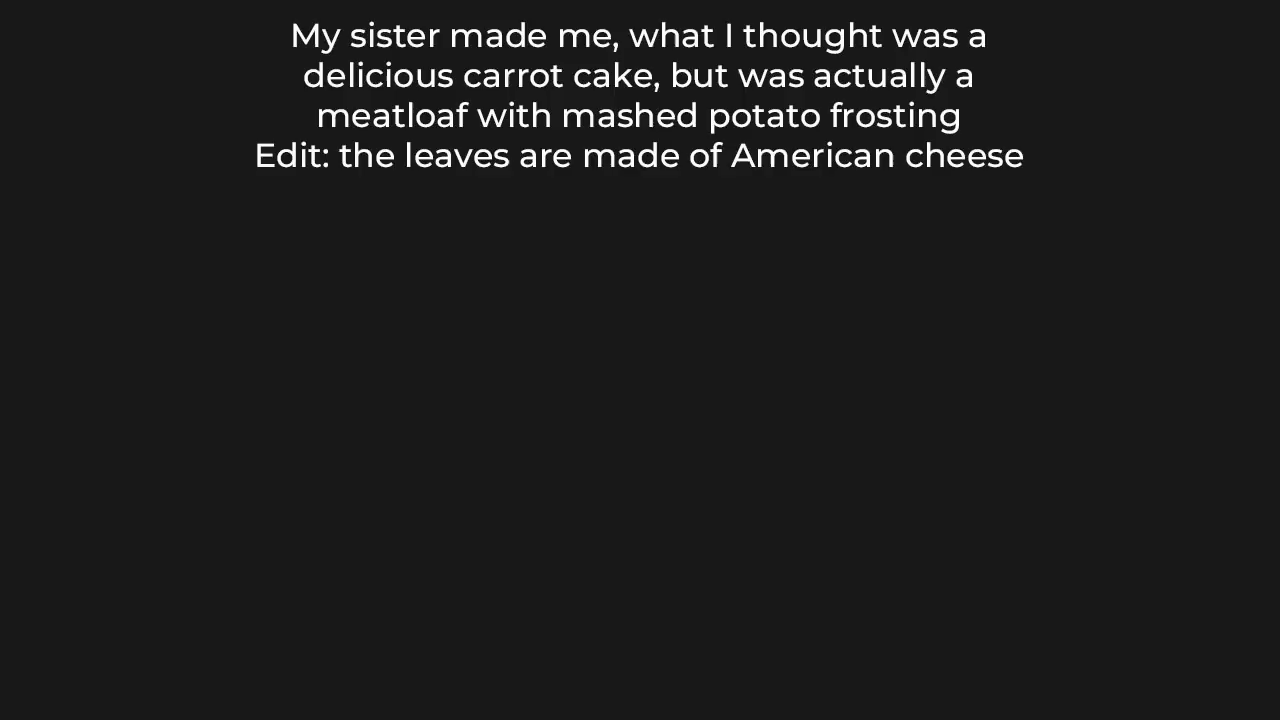 My sister made me, what I thought was a
delicious carrot cake, but was actually a
meatloaf with mashed potato frosting
Edit: the leaves are made of American cheese